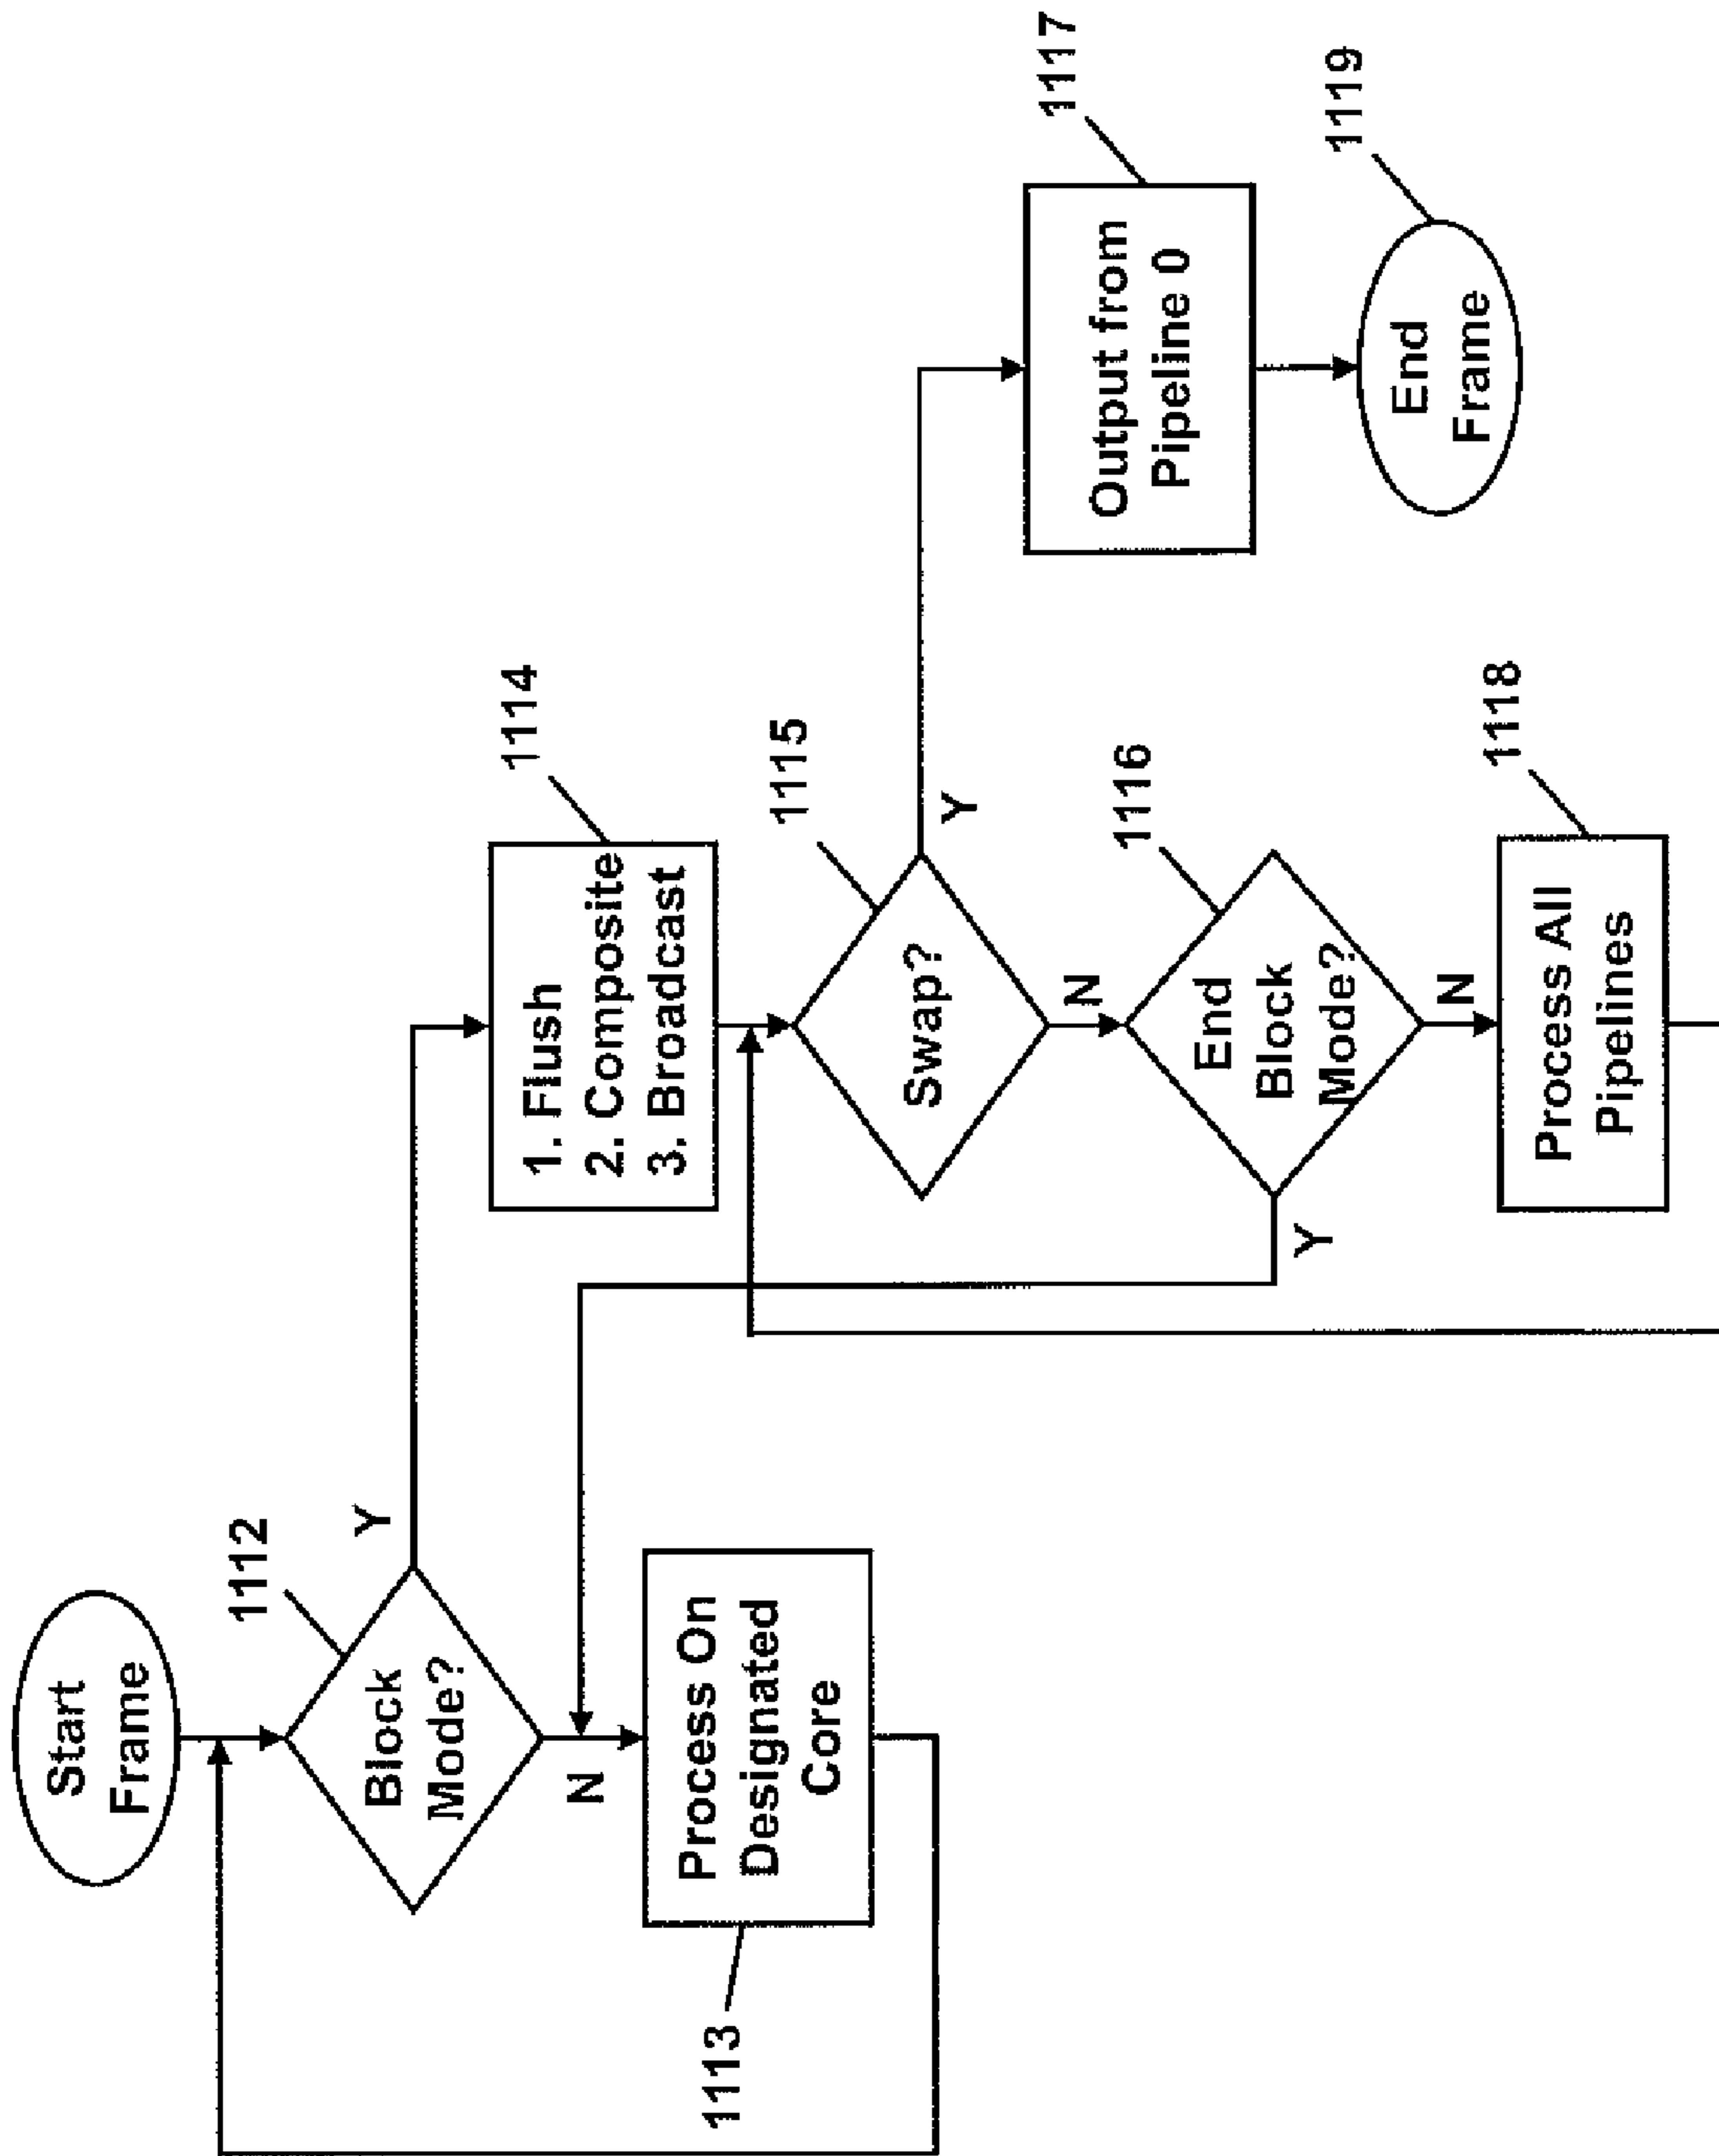 Start
Frame
1112
Block
Mode?
Y
N
Process On
Designated
Core
1113
1114
1. Flush
2. Composite
3. Broadcast
1115
Swap?
Y
N
1116
End
Block
Mode?
Y
N
1118
Process All
Pipelines
1117
Output from
Pipeline 0
1119
End
Frame